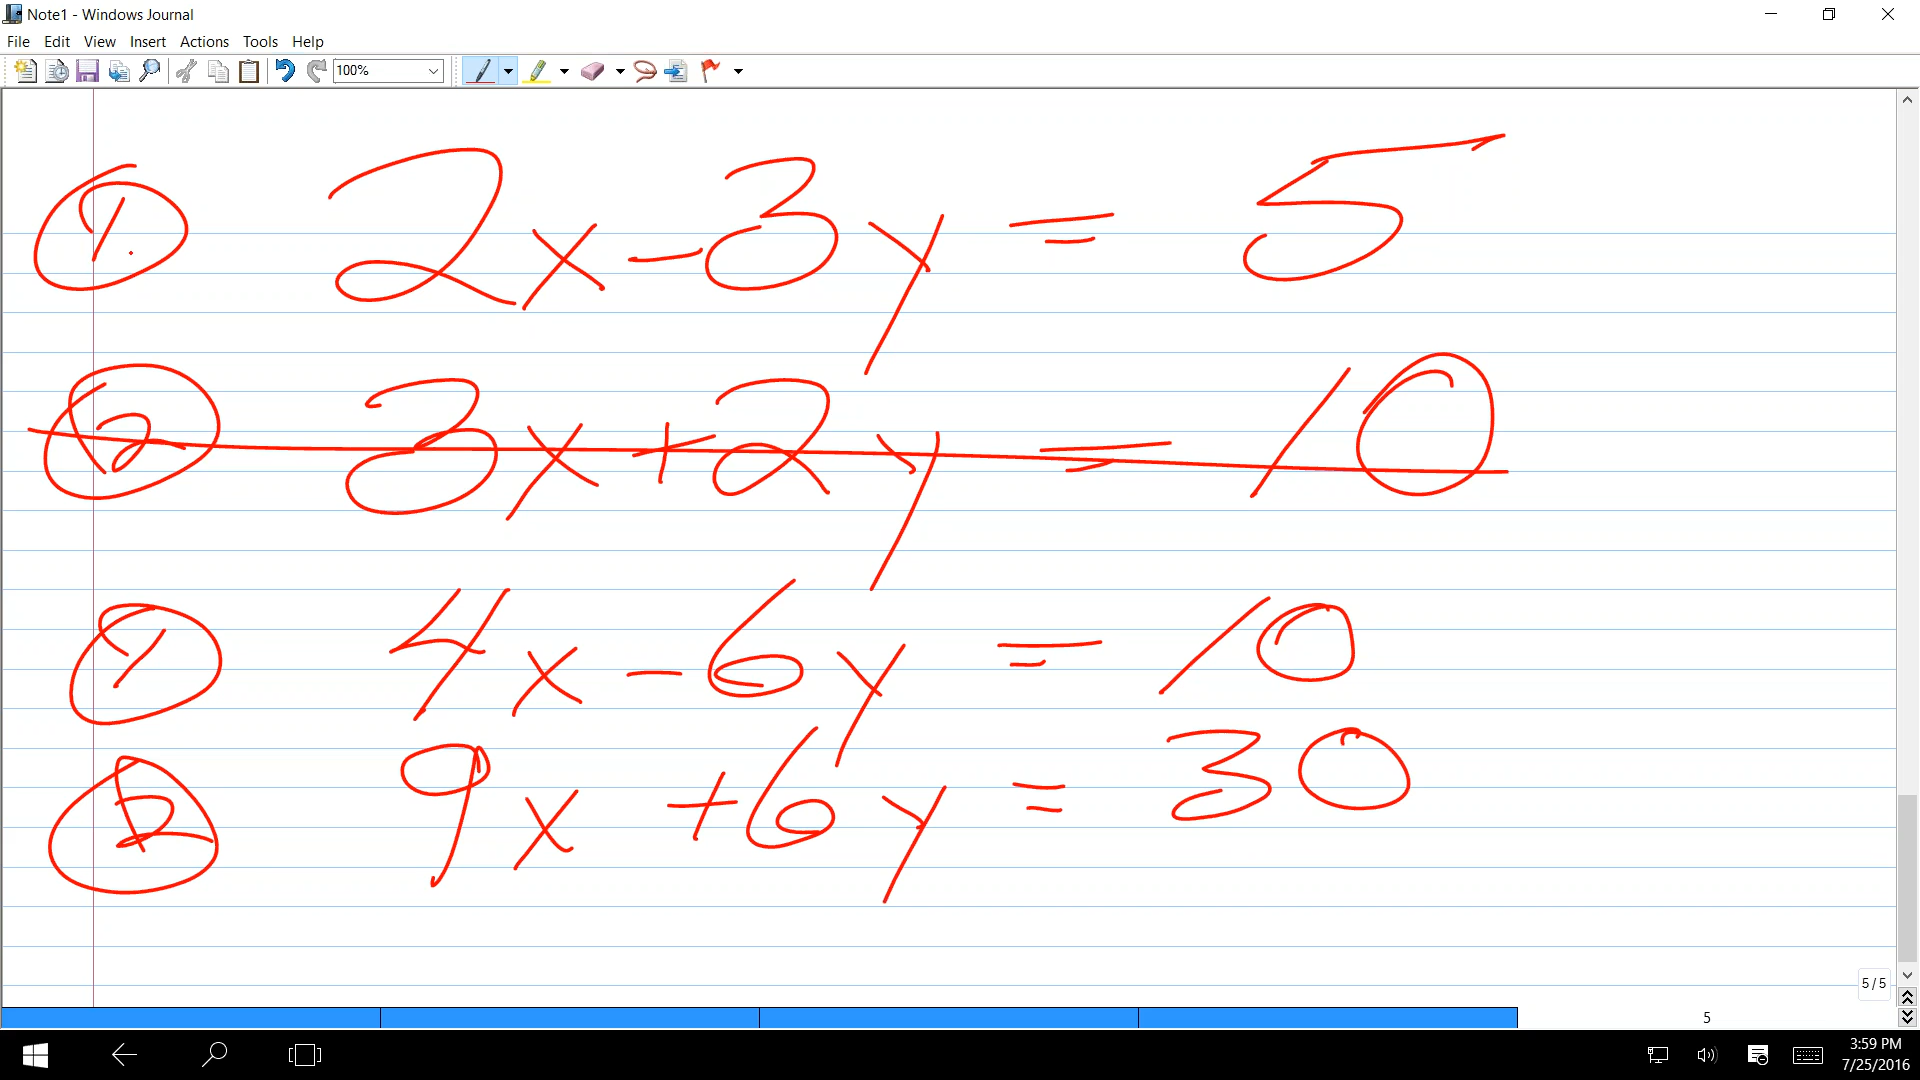 Note1 - Windows Journal
File Edit View Insert Actions Tools Help
100%
① 2x - 3y = 5
② 3x + 2y = 10
① 4x - 6y = 10
② 9x + 6y = 30
5 / 5
5
3:59 PM
7/25/2016